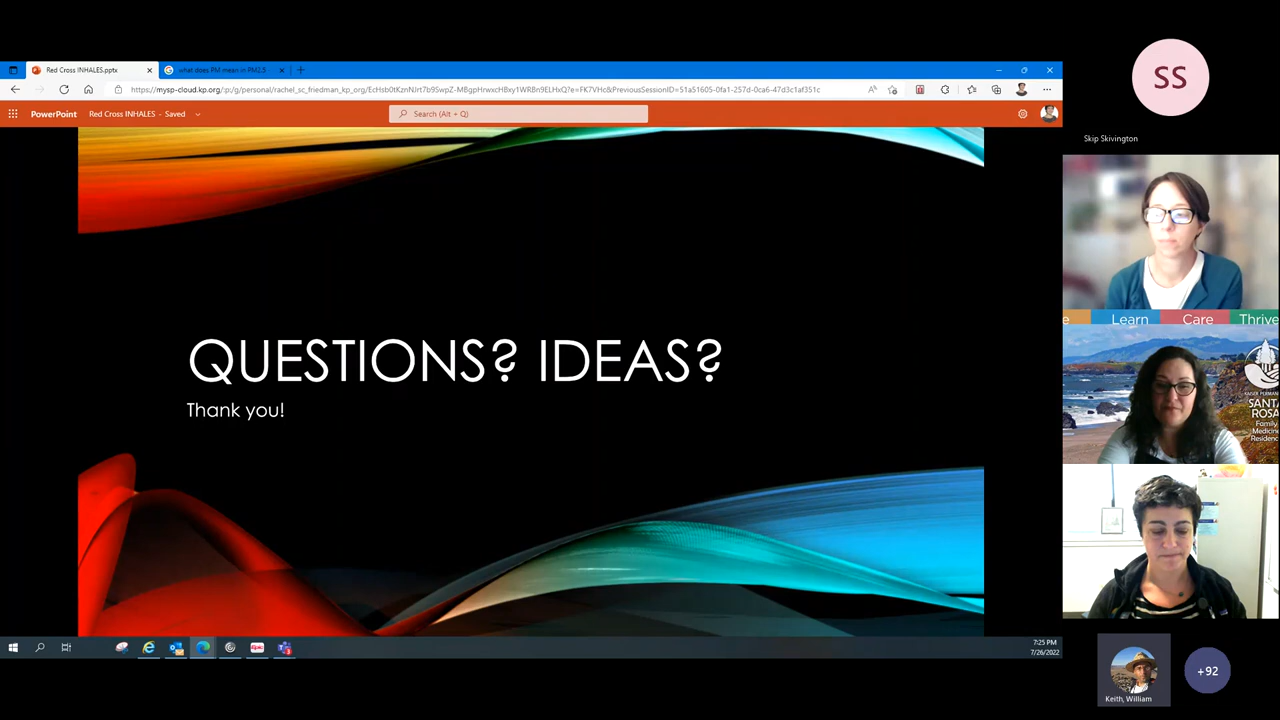 Red Cross INHALES.pptx
what does PM mean in PM2.5
PowerPoint
Red Cross INHALES - Saved
Search (Alt + Q)
QUESTIONS? IDEAS?
Thank you!
7:25 PM
7/26/2022
SS
Skip Skivington
e Learn Care Thrive
SANTA
ROSA
Family
Medicine
Residenc
Keith, William
+92